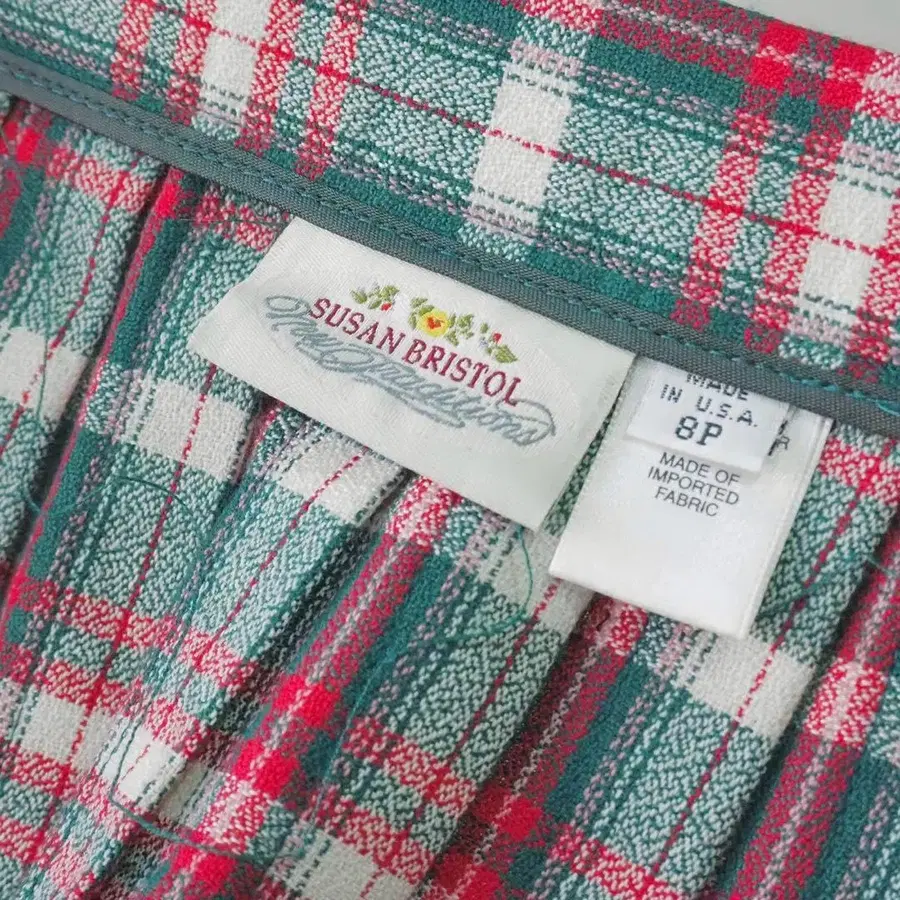 SUSAN BRISTOL
New Traditions
MADE
IN U.S.A.
8P
R
MADE OF
IMPORTED
FABRIC